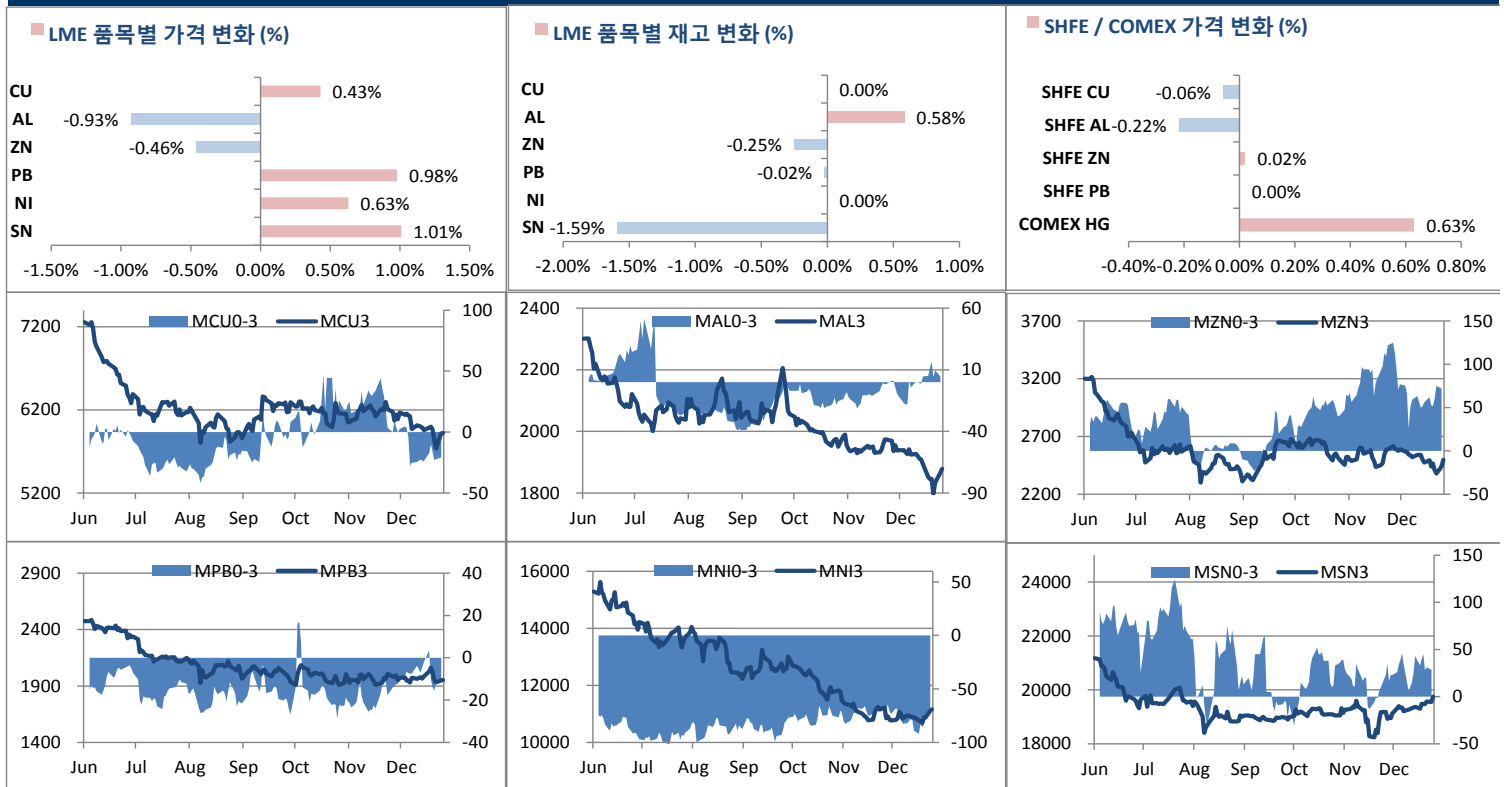 LME 품목별 가격 변화 (%)
CU
0.43%
AL
-0.93%
ZN
-0.46%
PB
0.98%
NI
0.63%
SN
1.01%
-1.50% -1.00% -0.50% 0.00% 0.50% 1.00% 1.50%
LME 품목별 재고 변화 (%)
CU
0.00%
AL
0.58%
ZN
-0.25%
PB
-0.02%
NI
0.00%
SN
-1.59%
-2.00% -1.50% -1.00% -0.50% 0.00% 0.50% 1.00%
SHFE / COMEX 가격 변화 (%)
SHFE CU
-0.06%
SHFE AL
-0.22%
SHFE ZN
0.02%
SHFE PB
0.00%
COMEX HG
0.63%
-0.40% -0.20% 0.00% 0.20% 0.40% 0.60% 0.80%
MCU0-3 MCU3
7200
6200
5200
100
50
0
-50
Jun Jul Aug Sep Oct Nov Dec
MAL0-3 MAL3
2400
2200
2000
1800
60
10
-40
-90
Jun Jul Aug Sep Oct Nov Dec
MZN0-3 MZN3
3700
3200
2700
2200
150
100
50
0
-50
Jun Jul Aug Sep Oct Nov Dec
MPB0-3 MPB3
2900
2400
1900
1400
40
20
0
-20
-40
Jun Jul Aug Sep Oct Nov Dec
MNI0-3 MNI3
16000
14000
12000
10000
50
0
-50
-100
Jun Jul Aug Sep Oct Nov Dec
MSN0-3 MSN3
24000
22000
20000
18000
150
100
50
0
-50
Jun Jul Aug Sep Oct Nov Dec